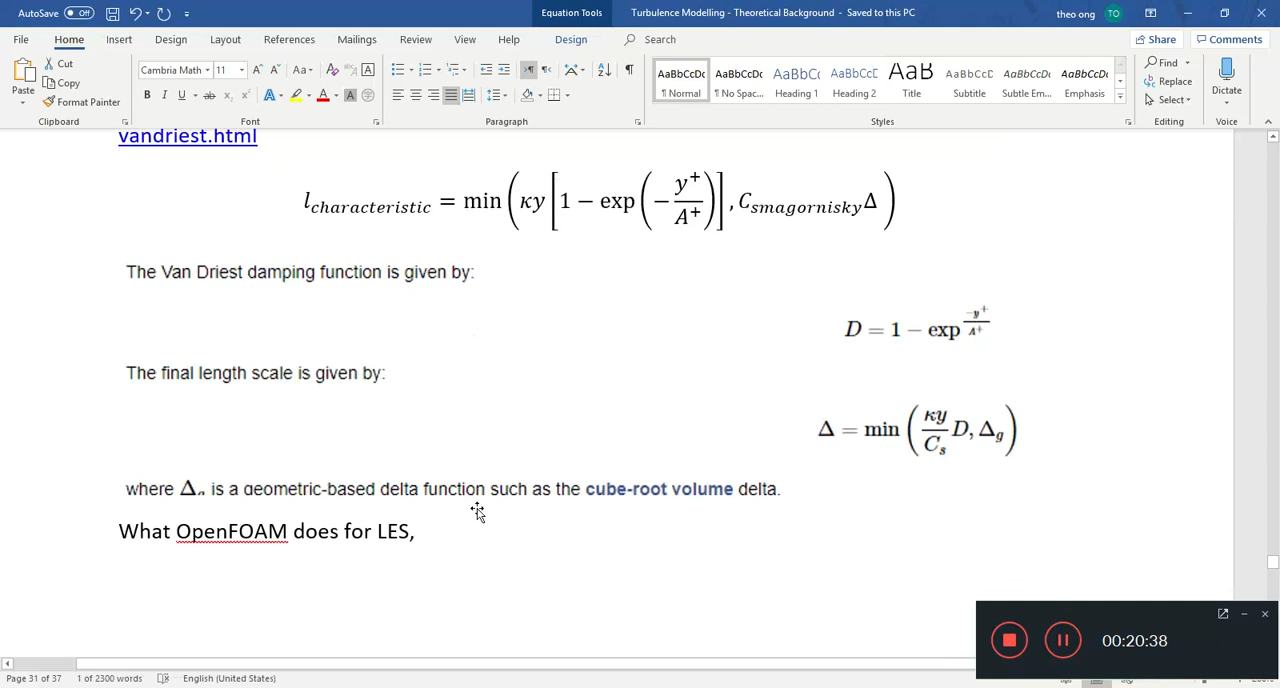 AutoSave Off Equation Tools Turbulence Modelling - Theoretical Background - Saved to this PC theo ong TO
File Home Insert Design Layout References Mailings Review View Help Design Search Share Comments
Paste Cut Copy Format Painter
Cambria Math 11
AaBbCcDc AaBbCcDc AaBbCc AaBbCcD AaB AaBbCcD AaBbCcDc AaBbCcDc
¶ Normal ¶ No Spac... Heading 1 Heading 2 Title Subtitle Subtle Em... Emphasis
Find Replace Select Dictate
Clipboard Font Paragraph Styles Editing Voice
vandriest.html
l_characteristic = min(κy[1 − exp(−y⁺/A⁺)], C_smagornisky Δ)
The Van Driest damping function is given by:
D = 1 − exp^(−y⁺/A⁺)
The final length scale is given by:
Δ = min(κy/C_s D, Δ_g)
where Δ_g is a geometric-based delta function such as the cube-root volume delta.
What OpenFOAM does for LES,
00:20:38
Page 31 of 37 1 of 2300 words English (United States)